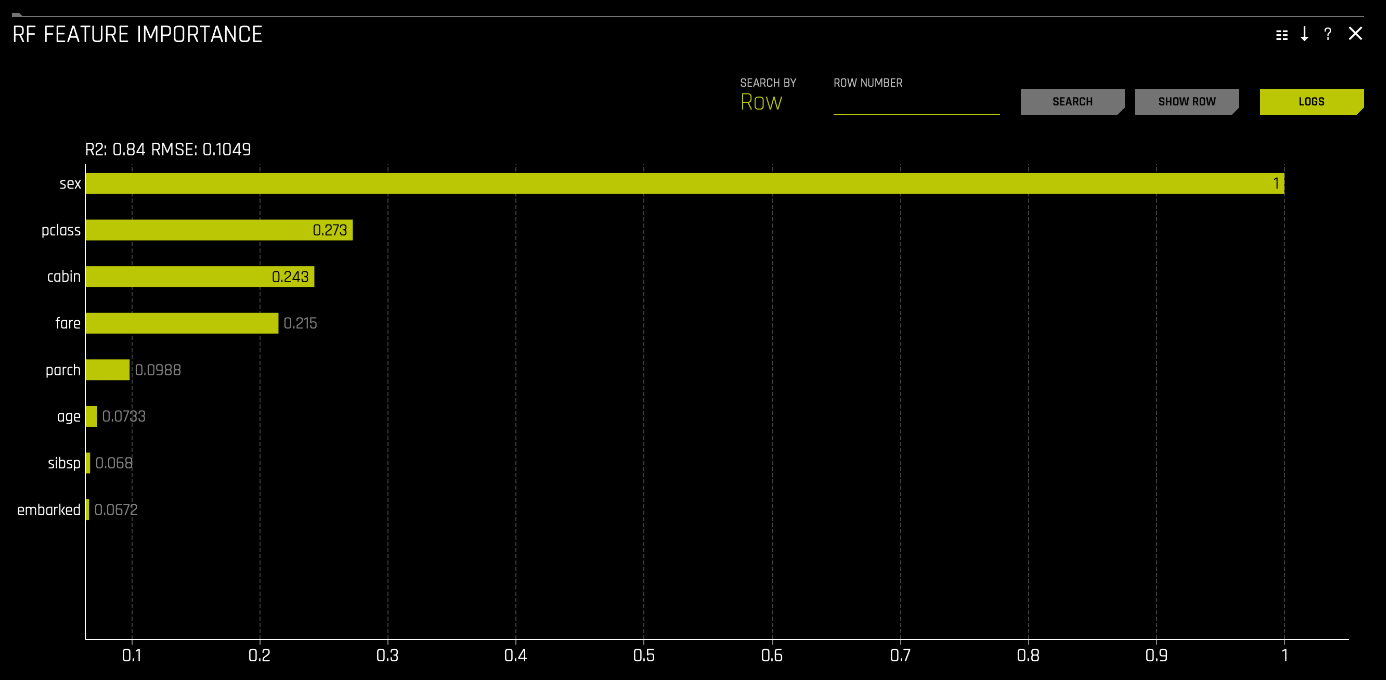 RF FEATURE IMPORTANCE
?
SEARCH BY
Row
ROW NUMBER
SEARCH
SHOW ROW
LOGS
R2: 0.84 RMSE: 0.1049
sex 1
pclass 0.273
cabin 0.243
fare 0.215
parch 0.0988
age 0.0733
sibsp 0.068
embarked 0.0672
0.1 0.2 0.3 0.4 0.5 0.6 0.7 0.8 0.9 1